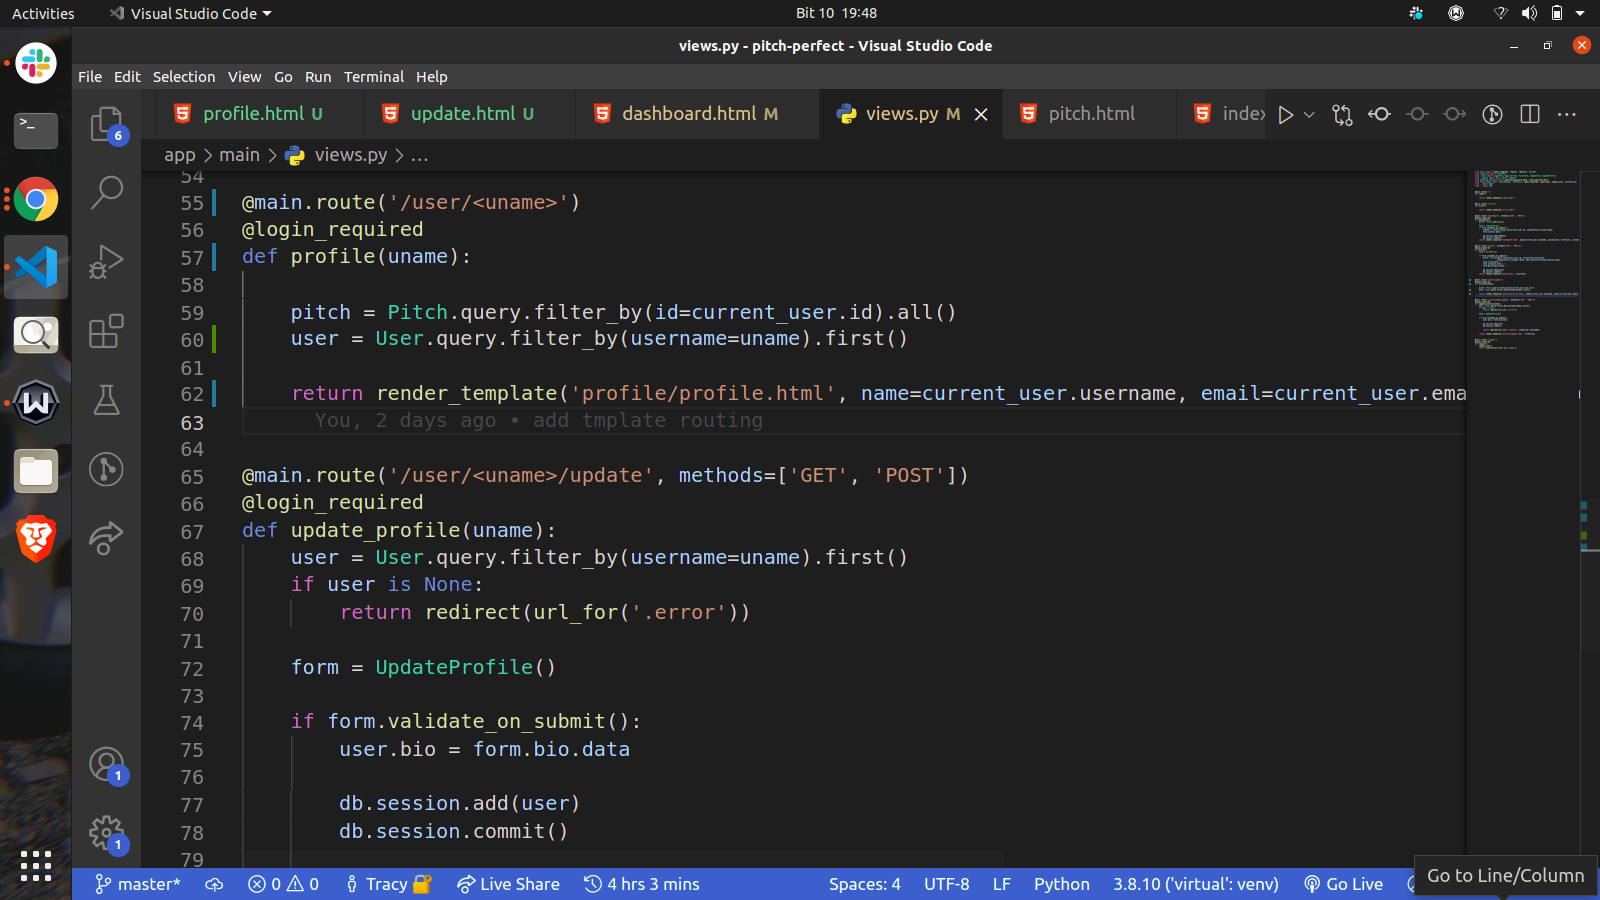 Activities
Visual Studio Code
Bit 10 19:48
views.py - pitch-perfect - Visual Studio Code
File Edit Selection View Go Run Terminal Help
profile.html U
update.html U
dashboard.html M
views.py M
pitch.html
index
6
app > main > views.py > ...
54
55 @main.route('/user/<uname>')
56 @login_required
57 def profile(uname):
58
59 pitch = Pitch.query.filter_by(id=current_user.id).all()
60 user = User.query.filter_by(username=uname).first()
61
62 return render_template('profile/profile.html', name=current_user.username, email=current_user.ema
63 You, 2 days ago • add tmplate routing
64
65 @main.route('/user/<uname>/update', methods=['GET', 'POST'])
66 @login_required
67 def update_profile(uname):
68 user = User.query.filter_by(username=uname).first()
69 if user is None:
70 return redirect(url_for('.error'))
71
72 form = UpdateProfile()
73
74 if form.validate_on_submit():
75 user.bio = form.bio.data
76
77 db.session.add(user)
78 db.session.commit()
79
1
1
master* 0 0 Tracy Live Share 4 hrs 3 mins Spaces: 4 UTF-8 LF Python 3.8.10 ('virtual': venv) Go Live
Go to Line/Column